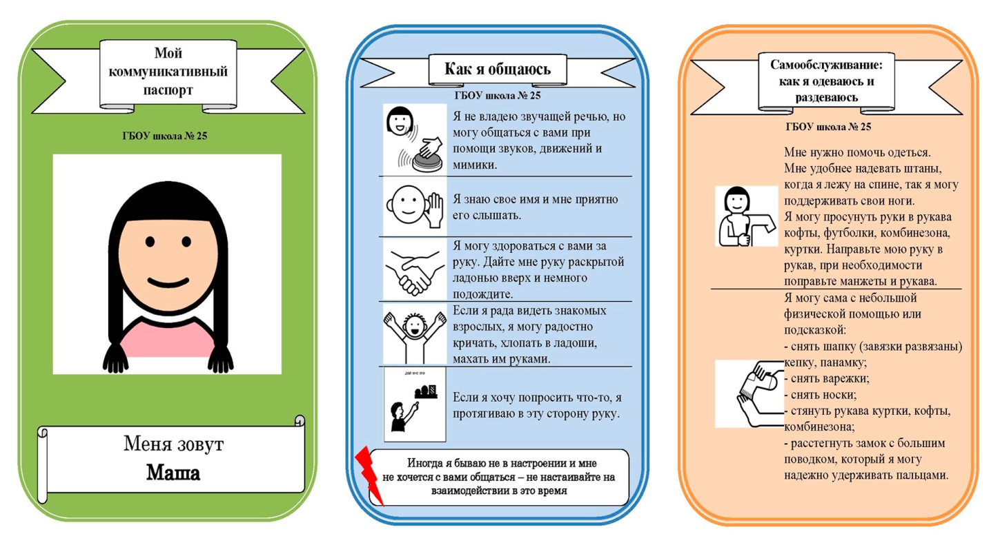 Мой
коммуникативный
паспорт
ГБОУ школа № 25
Меня зовут
Маша
Как я общаюсь
ГБОУ школа № 25
Я не владею звучащей речью, но
могу общаться с вами при
помощи звуков, движений и
мимики.
Я знаю свое имя и мне приятно
его слышать.
Я могу здороваться с вами за
руку. Дайте мне руку раскрытой
ладонью вверх и немного
подождите.
Если я рада видеть знакомых
взрослых, я могу радостно
кричать, хлопать в ладоши,
махать им руками.
дай мне это
Если я хочу попросить что-то, я
протягиваю в эту сторону руку.
Иногда я бываю не в настроении и мне
не хочется с вами общаться – не настаивайте на
взаимодействии в это время
Самообслуживание:
как я одеваюсь и
раздеваюсь
ГБОУ школа № 25
Мне нужно помочь одеться.
Мне удобнее надевать штаны,
когда я лежу на спине, так я могу
поддерживать свои ноги.
Я могу просунуть руки в рукава
кофты, футболки, комбинезона,
куртки. Направьте мою руку в
рукав, при необходимости
поправьте манжеты и рукава.
Я могу сама с небольшой
физической помощью или
подсказкой:
- снять шапку (завязки развязаны)
кепку, панамку;
- снять варежки;
- снять носки;
- стянуть рукава куртки, кофты,
комбинезона;
- расстегнуть замок с большим
поводком, который я могу
надежно удерживать пальцами.